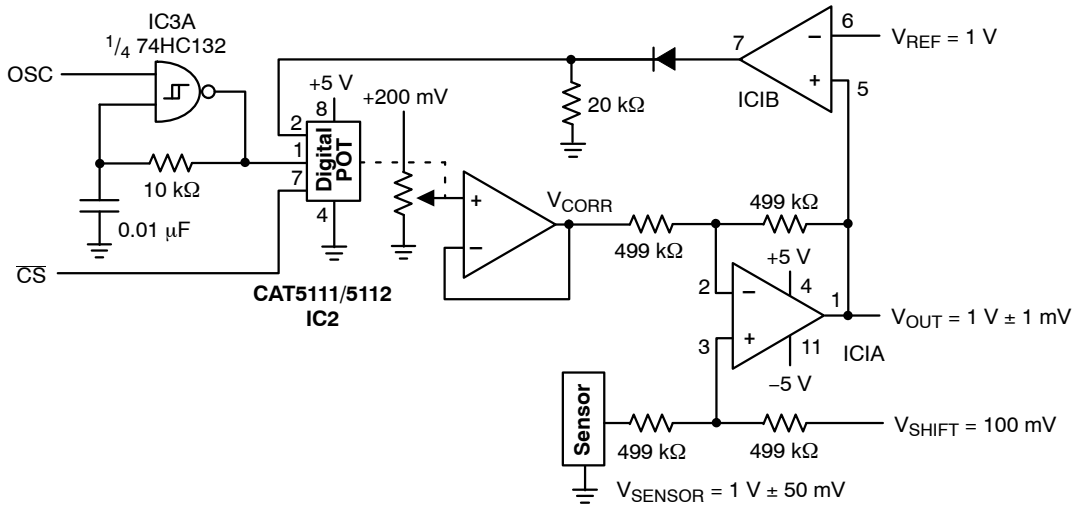 IC3A
1/4 74HC132
OSC
10 kΩ
0.01 μF
CS
+5 V
8
2
1
7
4
Digital
POT
CAT5111/5112
IC2
+200 mV
+
−
VCORR
20 kΩ
7
ICIB
−
+
6
5
VREF = 1 V
499 kΩ
499 kΩ
+5 V
4
2
−
3
+
1
11
−5 V
ICIA
VOUT = 1 V ± 1 mV
Sensor
499 kΩ
499 kΩ
VSHIFT = 100 mV
VSENSOR = 1 V ± 50 mV